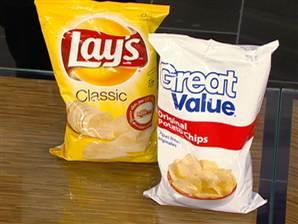 Lay's
Classic
Great
Value
Original
Potato Chips